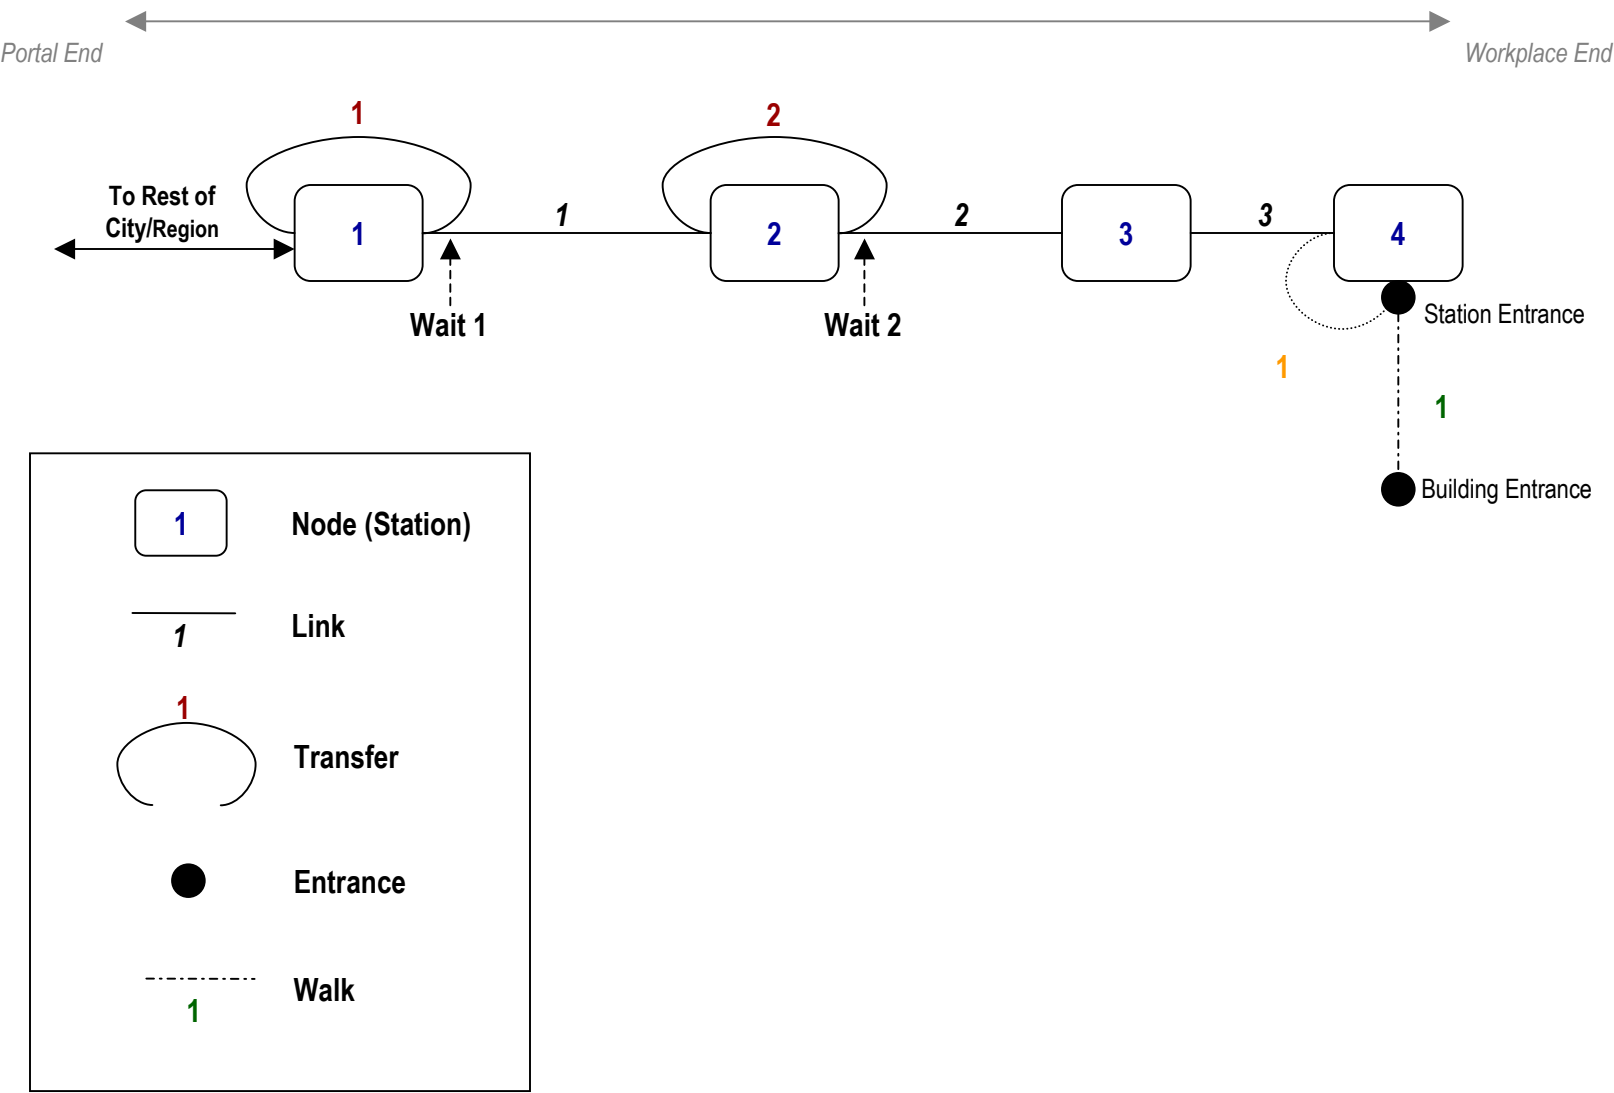 Portal End
Workplace End
1
2
To Rest of
City/Region
1
1
2
2
3
3
4
Wait 1
Wait 2
Station Entrance
1
1
Building Entrance
1
Node (Station)
1
Link
1
Transfer
Entrance
Walk
1